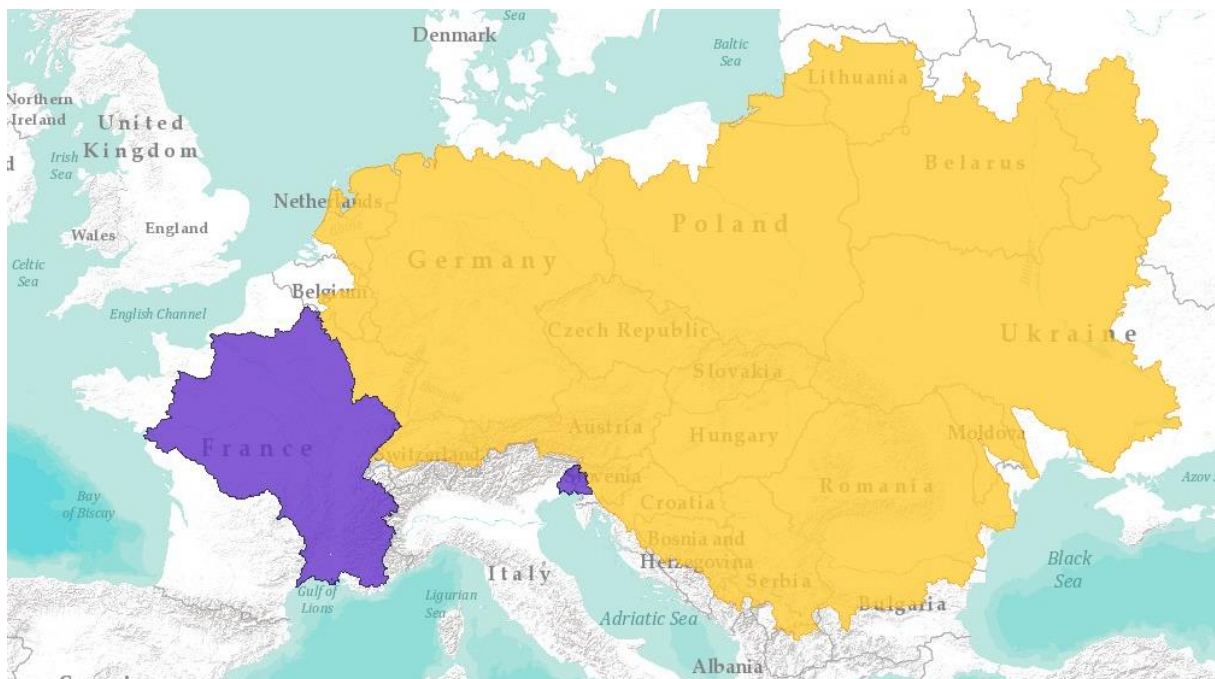 Sea
Denmark
Baltic
Sea
Lithuania
Northern
Ireland
United
Kingdom
Irish
Sea
d
Belarus
Netherlands
Poland
Wales
England
Germany
Celtic
Sea
Belgium
English Channel
Czech Republic
Ukraine
Slovakia
France
Austria
Hungary
Moldova
Switzerland
Slovenia
Romania
Croatia
Azov S
Bay
of Biscay
Bosnia and
Herzegovina
Black
Sea
Italy
Serbia
Gulf of
Lions
Ligurian
Sea
Bulgaria
Adriatic Sea
Albania